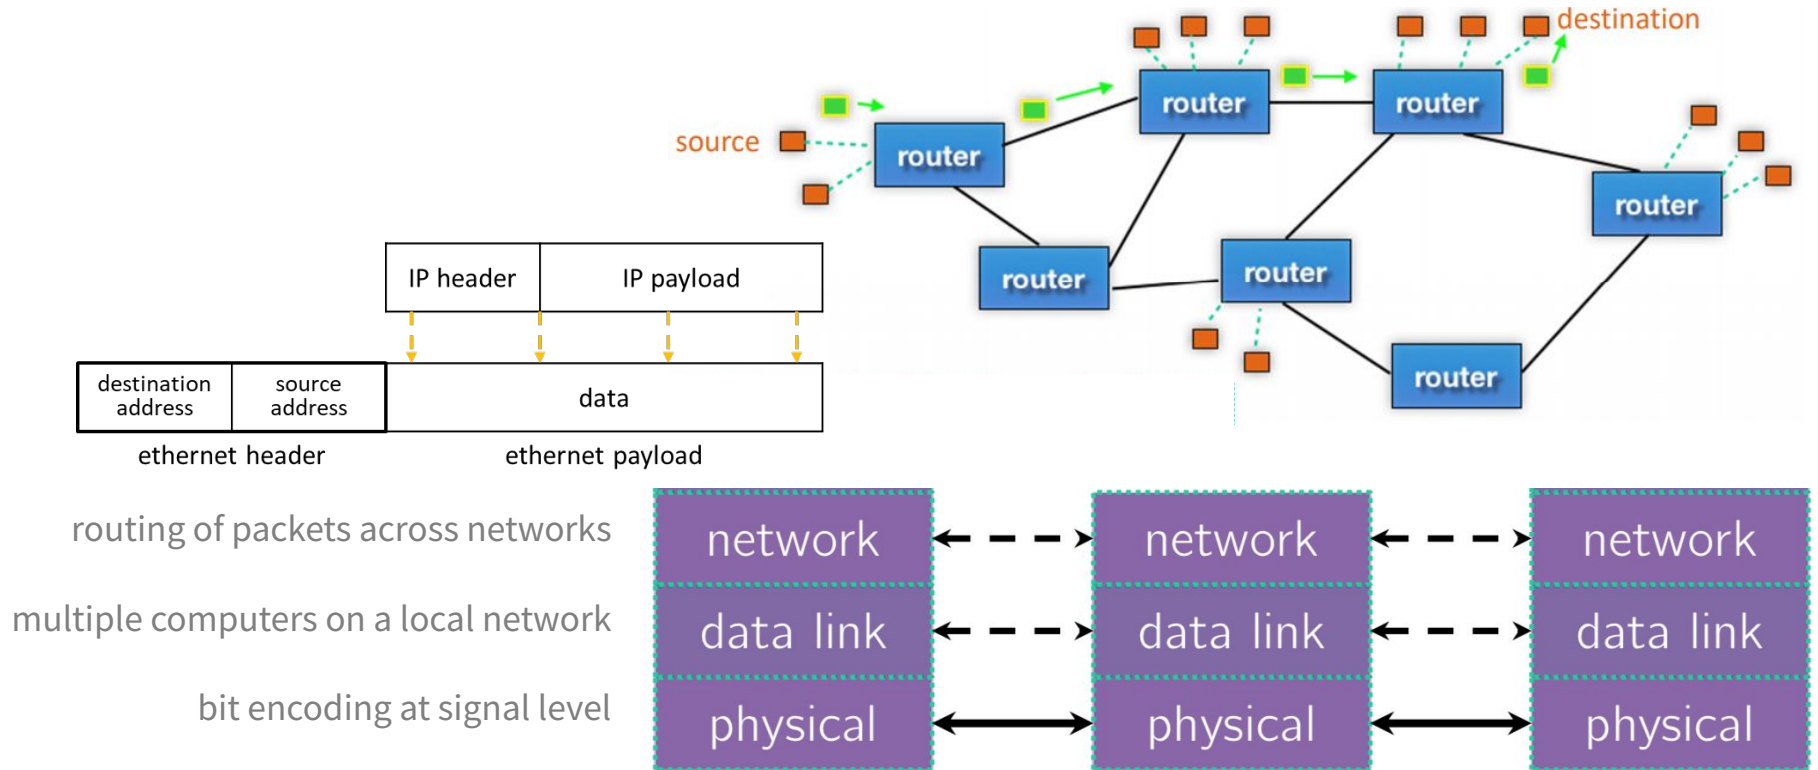 destination
router
router
source
router
router
router
router
router
IP header
IP payload
destination
address
source
address
data
ethernet header
ethernet payload
routing of packets across networks
network
network
network
multiple computers on a local network
data link
data link
data link
bit encoding at signal level
physical
physical
physical